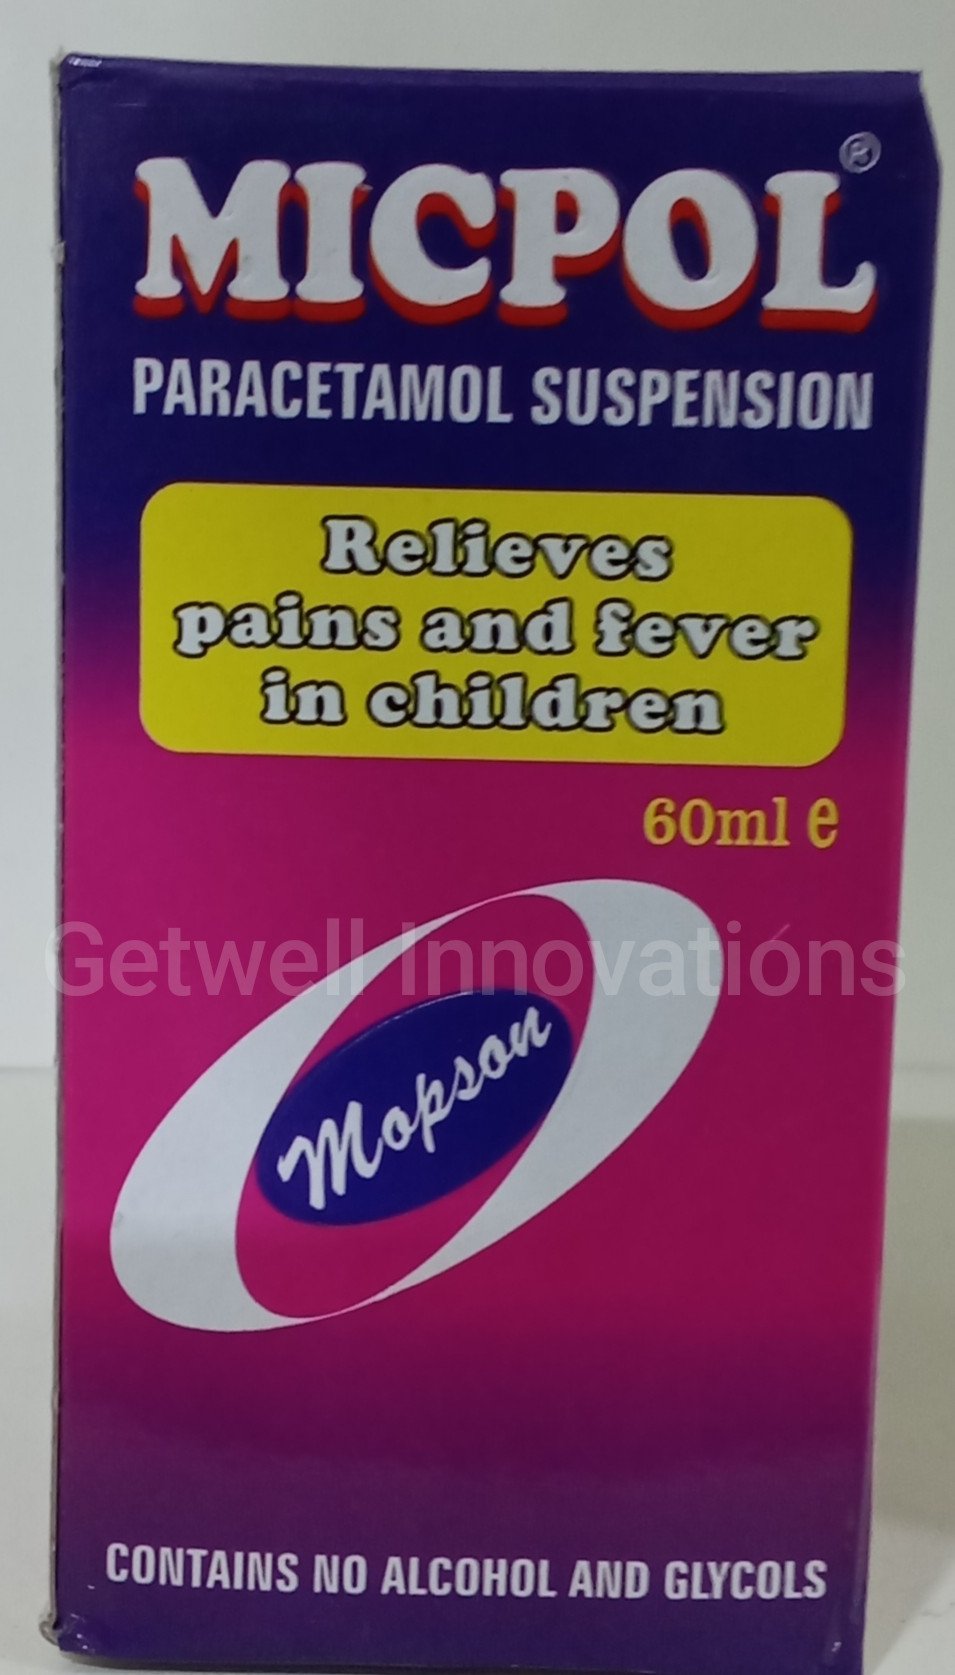 MICPOL®
PARACETAMOL SUSPENSION
Relieves
pains and fever
in children
60ml e
Getwell Innovations
Mopson
CONTAINS NO ALCOHOL AND GLYCOLS